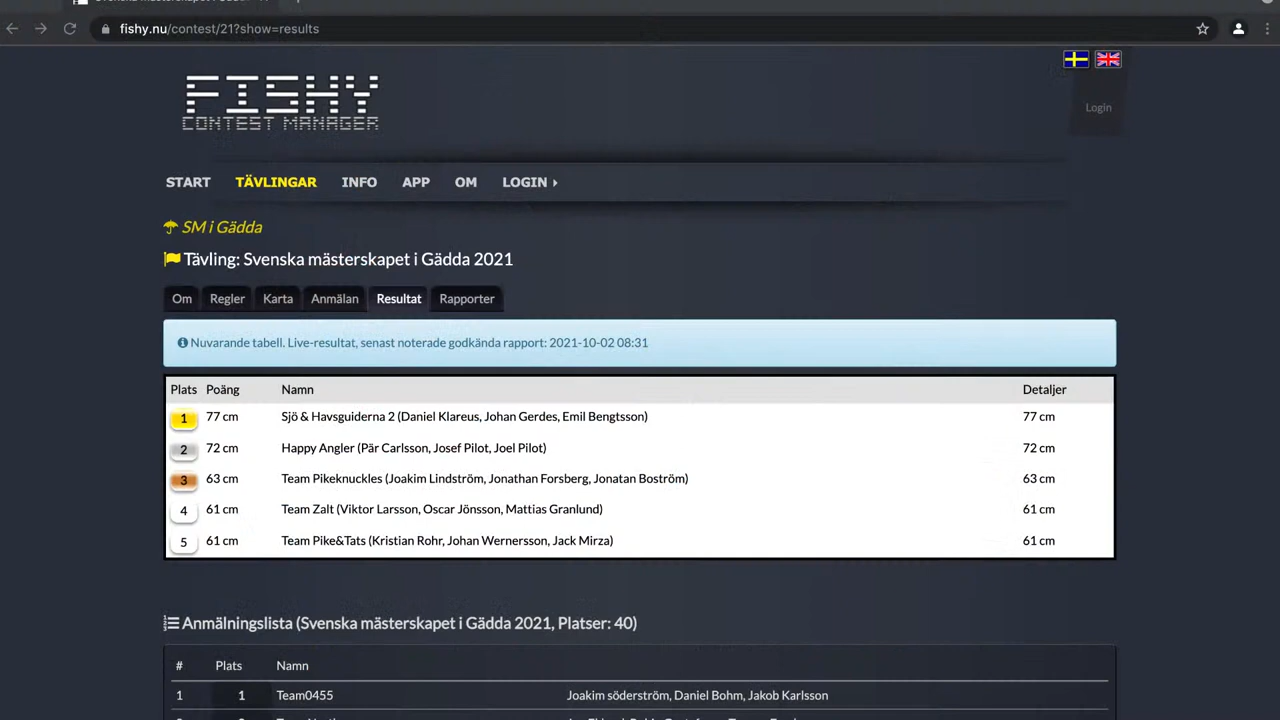 fishy.nu/contest/21?show=results
FISHY
CONTEST MANAGER
Login
START TÄVLINGAR INFO APP OM LOGIN
SM i Gädda
Tävling: Svenska mästerskapet i Gädda 2021
Om Regler Karta Anmälan Resultat Rapporter
Nuvarande tabell. Live-resultat, senast noterade godkända rapport: 2021-10-02 08:31
Plats Poäng Namn Detaljer
1 77 cm Sjö & Havsguiderna 2 (Daniel Klareus, Johan Gerdes, Emil Bengtsson) 77 cm
2 72 cm Happy Angler (Pär Carlsson, Josef Pilot, Joel Pilot) 72 cm
3 63 cm Team Pikeknuckles (Joakim Lindström, Jonathan Forsberg, Jonatan Boström) 63 cm
4 61 cm Team Zalt (Viktor Larsson, Oscar Jönsson, Mattias Granlund) 61 cm
5 61 cm Team Pike&Tats (Kristian Rohr, Johan Wernersson, Jack Mirza) 61 cm
Anmälningslista (Svenska mästerskapet i Gädda 2021, Platser: 40)
# Plats Namn
1 1 Team0455 Joakim söderström, Daniel Bohm, Jakob Karlsson